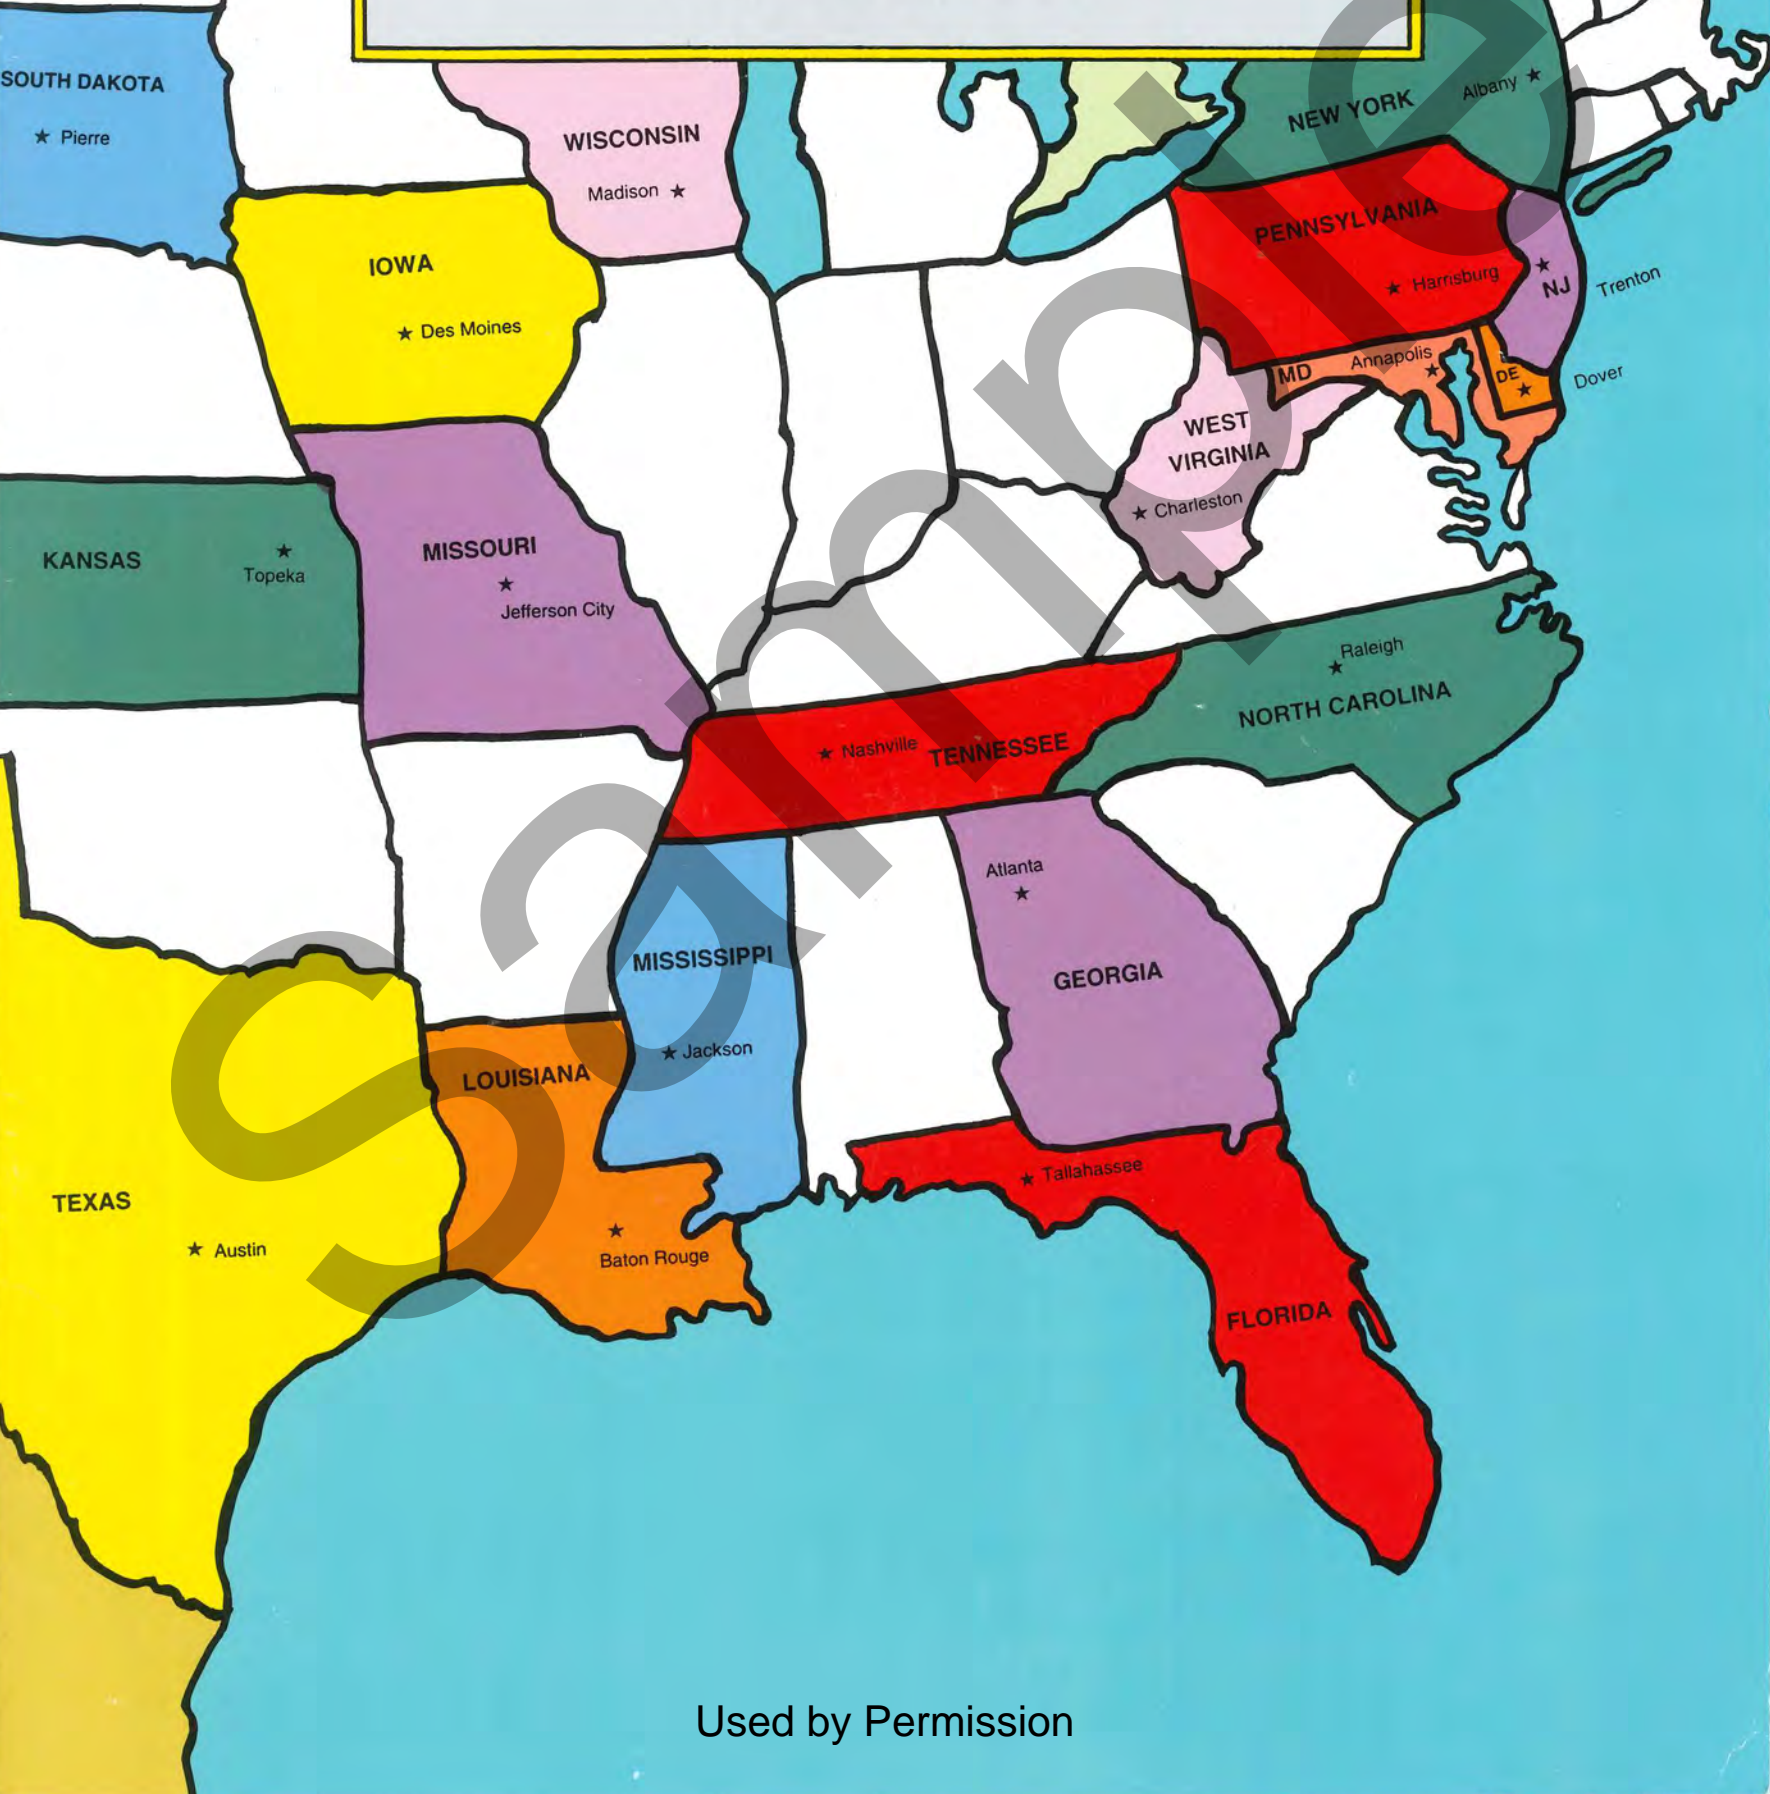 SOUTH DAKOTA
★ Pierre
WISCONSIN
Madison ★
NEW YORK
Albany ★
IOWA
★ Des Moines
PENNSYLVANIA
★ Harrisburg
★
NJ
Trenton
MD
Annapolis
★
DE
★
Dover
WEST
VIRGINIA
★ Charleston
KANSAS
★
Topeka
MISSOURI
★
Jefferson City
Raleigh
★
NORTH CAROLINA
★ Nashville
TENNESSEE
Atlanta
★
GEORGIA
MISSISSIPPI
★ Jackson
LOUISIANA
★
Baton Rouge
TEXAS
★ Austin
★ Tallahassee
FLORIDA
sample
Used by Permission